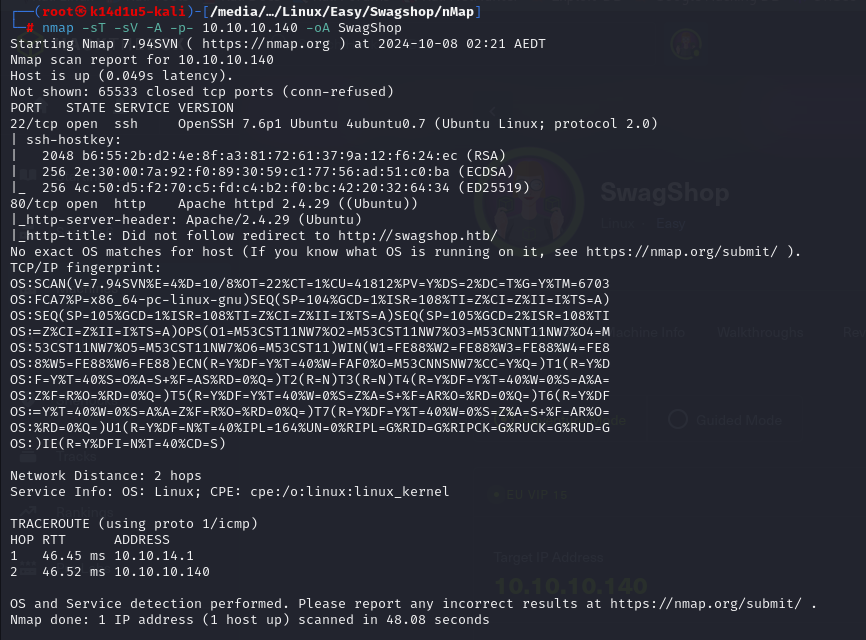 ┌──(root㉿k14d1u5-kali)-[/media/…/Linux/Easy/Swagshop/nMap]
└─# nmap -sT -sV -A -p- 10.10.10.140 -oA SwagShop
Starting Nmap 7.94SVN ( https://nmap.org ) at 2024-10-08 02:21 AEDT
Nmap scan report for 10.10.10.140
Host is up (0.049s latency).
Not shown: 65533 closed tcp ports (conn-refused)
PORT   STATE SERVICE VERSION
22/tcp open  ssh     OpenSSH 7.6p1 Ubuntu 4ubuntu0.7 (Ubuntu Linux; protocol 2.0)
| ssh-hostkey:
|   2048 b6:55:2b:d2:4e:8f:a3:81:72:61:37:9a:12:f6:24:ec (RSA)
|   256 2e:30:00:7a:92:f0:89:30:59:c1:77:56:ad:51:c0:ba (ECDSA)
|_  256 4c:50:d5:f2:70:c5:fd:c4:b2:f0:bc:42:20:32:64:34 (ED25519)
80/tcp open  http    Apache httpd 2.4.29 ((Ubuntu))
|_http-server-header: Apache/2.4.29 (Ubuntu)
|_http-title: Did not follow redirect to http://swagshop.htb/
No exact OS matches for host (If you know what OS is running on it, see https://nmap.org/submit/ ).
TCP/IP fingerprint:
OS:SCAN(V=7.94SVN%E=4%D=10/8%OT=22%CT=1%CU=41812%PV=Y%DS=2%DC=T%G=Y%TM=6703
OS:FCA7%P=x86_64-pc-linux-gnu)SEQ(SP=104%GCD=1%ISR=108%TI=Z%CI=Z%II=I%TS=A)
OS:SEQ(SP=105%GCD=1%ISR=108%TI=Z%CI=Z%II=I%TS=A)SEQ(SP=105%GCD=2%ISR=108%TI
OS:=Z%CI=Z%II=I%TS=A)OPS(O1=M53CST11NW7%O2=M53CST11NW7%O3=M53CNNT11NW7%O4=M
OS:53CST11NW7%O5=M53CST11NW7%O6=M53CST11)WIN(W1=FE88%W2=FE88%W3=FE88%W4=FE8
OS:8%W5=FE88%W6=FE88)ECN(R=Y%DF=Y%T=40%W=FAF0%O=M53CNNSNW7%CC=Y%Q=)T1(R=Y%D
OS:F=Y%T=40%S=O%A=S+%F=AS%RD=0%Q=)T2(R=N)T3(R=N)T4(R=Y%DF=Y%T=40%W=0%S=A%A=
OS:Z%F=R%O=%RD=0%Q=)T5(R=Y%DF=Y%T=40%W=0%S=Z%A=S+%F=AR%O=%RD=0%Q=)T6(R=Y%DF
OS:=Y%T=40%W=0%S=A%A=Z%F=R%O=%RD=0%Q=)T7(R=Y%DF=Y%T=40%W=0%S=Z%A=S+%F=AR%O=
OS:%RD=0%Q=)U1(R=Y%DF=N%T=40%IPL=164%UN=0%RIPL=G%RID=G%RIPCK=G%RUCK=G%RUD=G
OS:)IE(R=Y%DFI=N%T=40%CD=S)
Network Distance: 2 hops
Service Info: OS: Linux; CPE: cpe:/o:linux:linux_kernel
TRACEROUTE (using proto 1/icmp)
HOP RTT      ADDRESS
1   46.45 ms 10.10.14.1
2   46.52 ms 10.10.10.140
OS and Service detection performed. Please report any incorrect results at https://nmap.org/submit/ .
Nmap done: 1 IP address (1 host up) scanned in 48.08 seconds
SwagShop
Linux
Easy
Machine Info
Walkthroughs
Guided Mode
EU VIP 15
Target IP Address
10.10.10.140